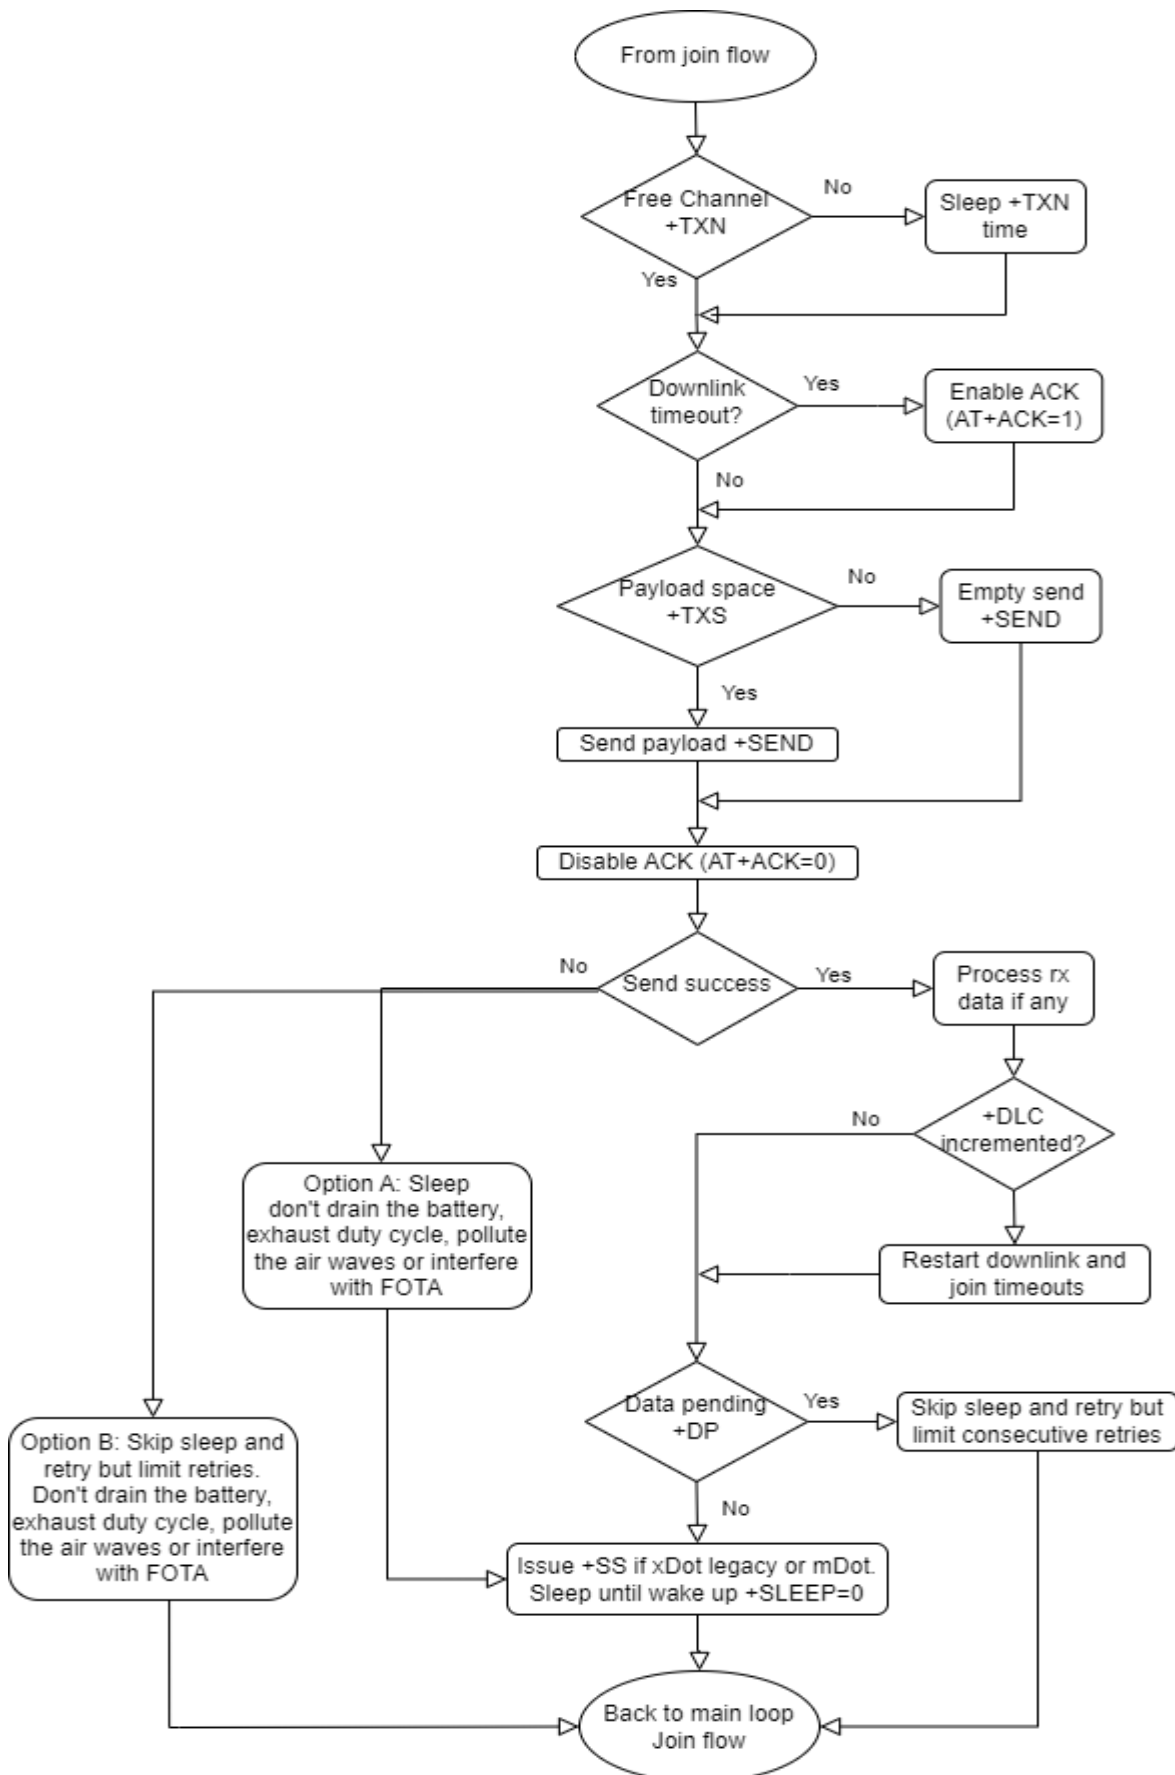 From join flow
Free Channel
+TXN
No
Sleep +TXN
time
Yes
Downlink
timeout?
Yes
Enable ACK
(AT+ACK=1)
No
Payload space
+TXS
No
Empty send
+SEND
Yes
Send payload +SEND
Disable ACK (AT+ACK=0)
No
Send success
Yes
Process rx
data if any
No
+DLC
incremented?
Option A: Sleep
don't drain the battery,
exhaust duty cycle, pollute
the air waves or interfere
with FOTA
Restart downlink and
join timeouts
Data pending
+DP
Yes
Skip sleep and retry but
limit consecutive retries
Option B: Skip sleep and
retry but limit retries.
Don't drain the battery,
exhaust duty cycle, pollute
the air waves or interfere
with FOTA
No
Issue +SS if xDot legacy or mDot.
Sleep until wake up +SLEEP=0
Back to main loop
Join flow